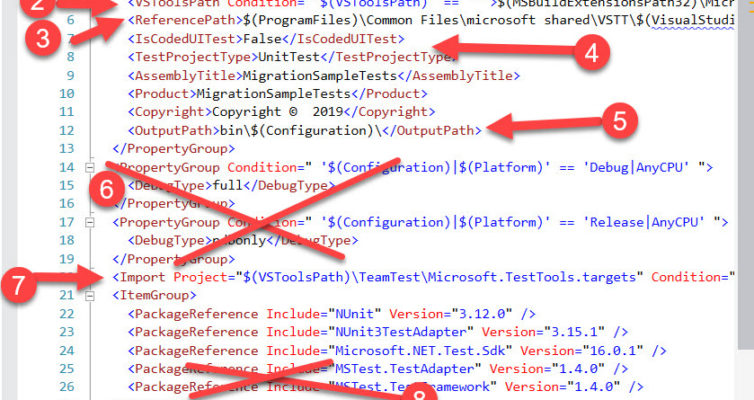 2 <VSToolsPath Condition=" '$(VSToolsPath)' == '' ">$(MSBuildExtensionsPath32)\Micr
3 6 <ReferencePath>$(ProgramFiles)\Common Files\microsoft shared\VSTT\$(VisualStudi
7 <IsCodedUITest>False</IsCodedUITest>
8 <TestProjectType>UnitTest</TestProjectType> 4
9 <AssemblyTitle>MigrationSampleTests</AssemblyTitle>
10 <Product>MigrationSampleTests</Product>
11 <Copyright>Copyright © 2019</Copyright>
12 <OutputPath>bin\$(Configuration)\</OutputPath> 5
13 </PropertyGroup>
14 <PropertyGroup Condition=" '$(Configuration)|$(Platform)' == 'Debug|AnyCPU' ">
15 6 <DebugType>full</DebugType>
16 </PropertyGroup>
17 <PropertyGroup Condition=" '$(Configuration)|$(Platform)' == 'Release|AnyCPU' ">
18 <DebugType>pdbonly</DebugType>
19 </PropertyGroup>
7 20 <Import Project="$(VSToolsPath)\TeamTest\Microsoft.TestTools.targets" Condition="
21 <ItemGroup>
22 <PackageReference Include="NUnit" Version="3.12.0" />
23 <PackageReference Include="NUnit3TestAdapter" Version="3.15.1" />
24 <PackageReference Include="Microsoft.NET.Test.Sdk" Version="16.0.1" />
25 <PackageReference Include="MSTest.TestAdapter" Version="1.4.0" />
26 <PackageReference Include="MSTest.TestFramework" Version="1.4.0" />
8